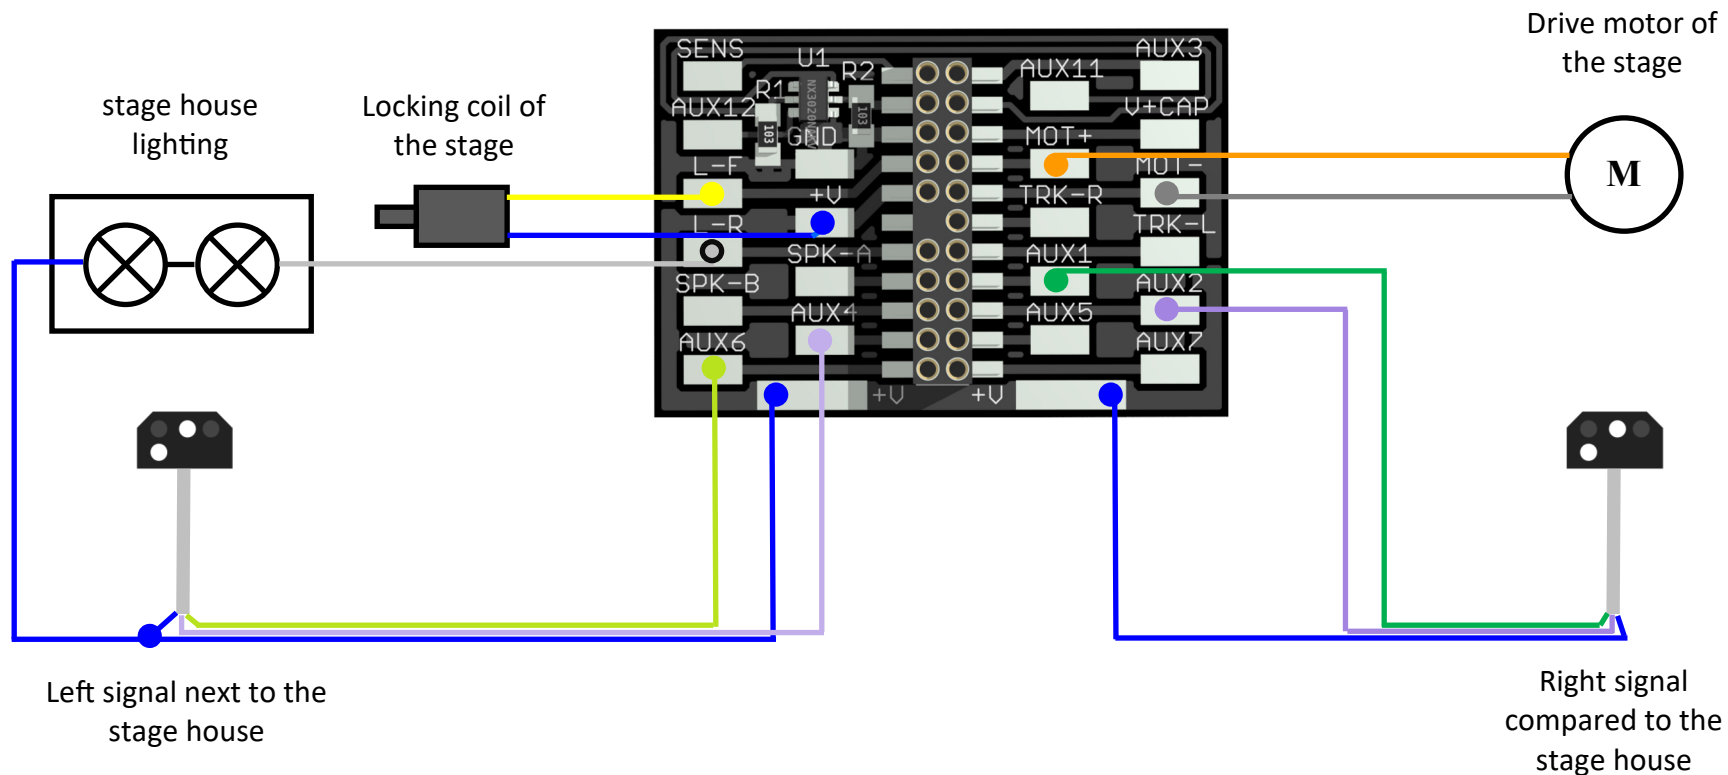 Drive motor of
the stage
stage house
lighting
Locking coil of
the stage
SENS
U1
R2
AUX11
AUX3
R1
AUX12
103
103
GND
V+CAP
MOT+
MOT-
L-F
+V
TRK-R
TRK-L
L-R
SPK-A
AUX1
AUX2
SPK-B
AUX4
AUX5
AUX6
AUX7
+V
+V
M
Left signal next to the
stage house
Right signal
compared to the
stage house